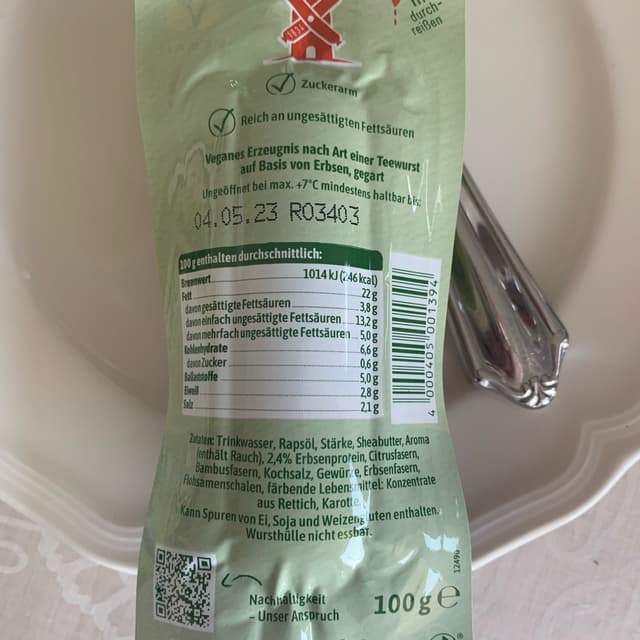 durch-
reißen
1834
Zuckerarm
Reich an ungesättigten Fettsäuren
Veganes Erzeugnis nach Art einer Teewurst
auf Basis von Erbsen, gegart
Ungeöffnet bei max. +7°C mindestens haltbar bis:
04.05.23 R03403
100 g enthalten durchschnittlich:
Brennwert 1014 kJ (246 kcal)
Fett 22 g
davon gesättigte Fettsäuren 3,8 g
davon einfach ungesättigte Fettsäuren 13,2 g
davon mehrfach ungesättigte Fettsäuren 5,0 g
Kohlenhydrate 6,6 g
davon Zucker 0,6 g
Ballaststoffe 5,0 g
Eiweiß 2,8 g
Salz 2,1 g
4 000405 001394
Zutaten: Trinkwasser, Rapsöl, Stärke, Sheabutter, Aroma
(enthält Rauch), 2,4% Erbsenprotein, Citrusfasern,
Bambusfasern, Kochsalz, Gewürze, Erbsenfasern,
Flohsamenschalen, färbende Lebensmittel: Konzentrate
aus Rettich, Karotte.
Kann Spuren von Ei, Soja und Weizengluten enthalten.
Wursthülle nicht essbar.
Nachhaltigkeit
– Unser Anspruch
100 g e